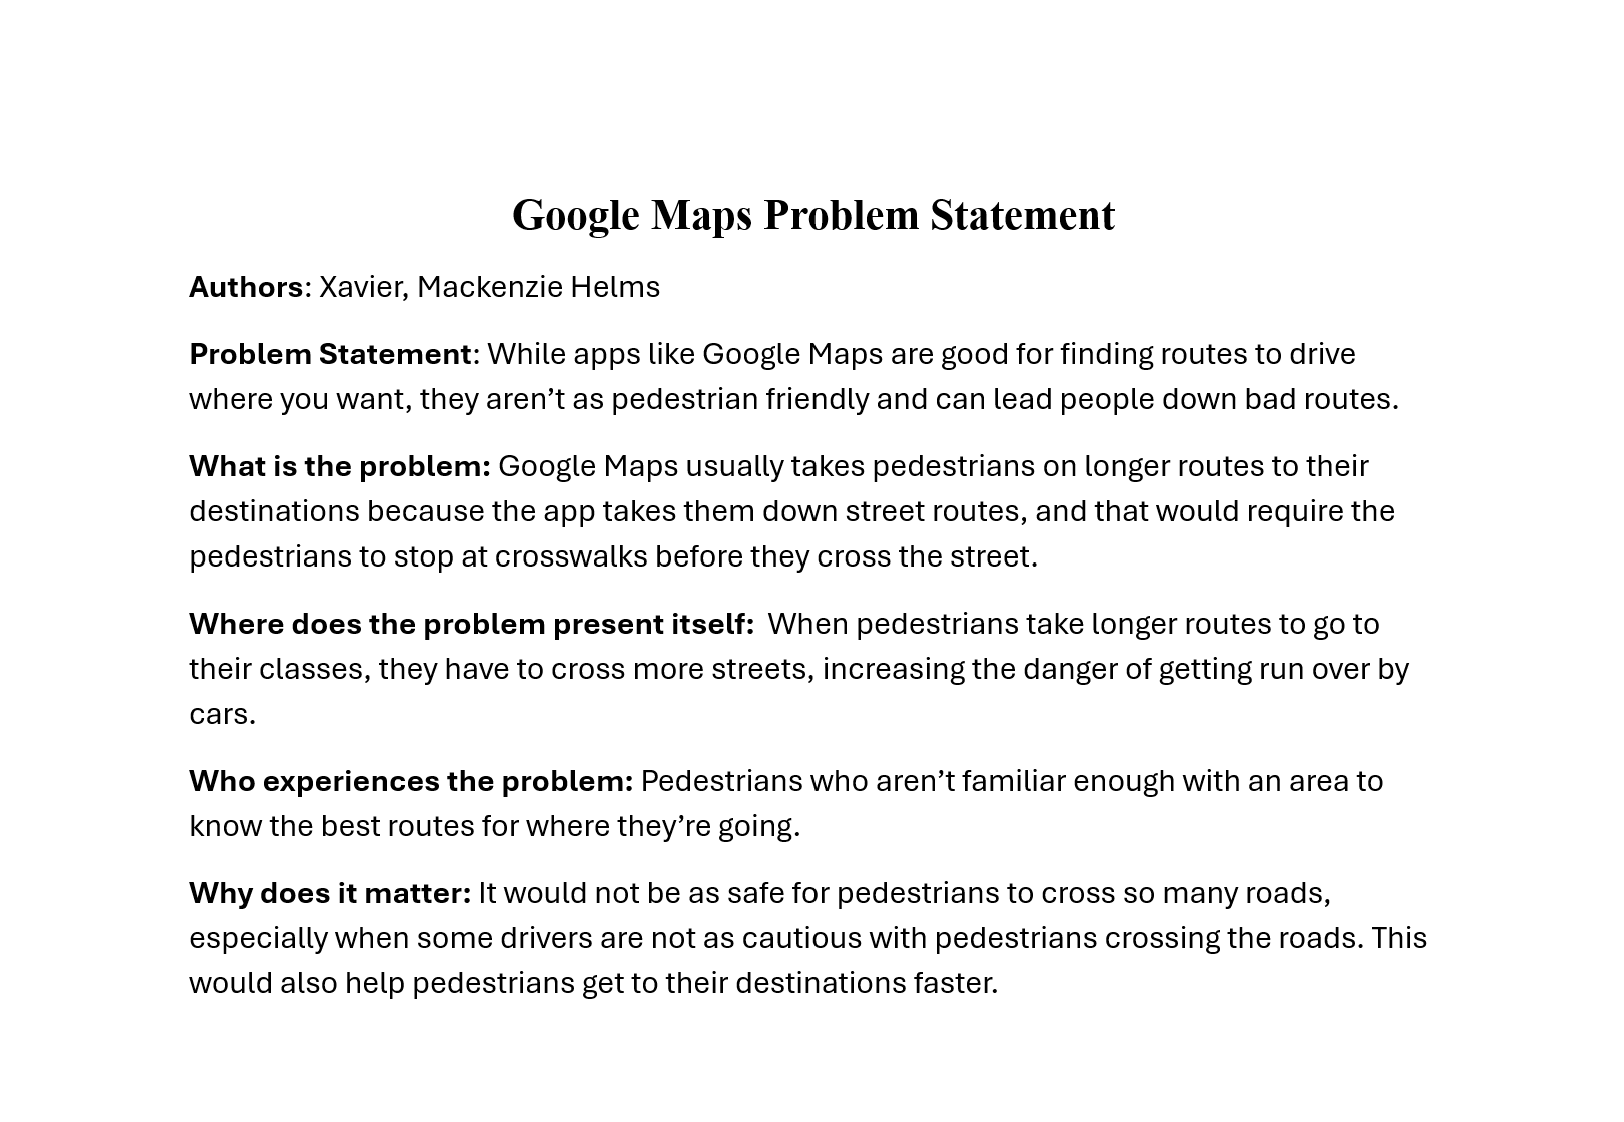 Google Maps Problem Statement
Authors: Xavier, Mackenzie Helms
Problem Statement: While apps like Google Maps are good for finding routes to drive
where you want, they aren’t as pedestrian friendly and can lead people down bad routes.
What is the problem: Google Maps usually takes pedestrians on longer routes to their
destinations because the app takes them down street routes, and that would require the
pedestrians to stop at crosswalks before they cross the street.
Where does the problem present itself:  When pedestrians take longer routes to go to
their classes, they have to cross more streets, increasing the danger of getting run over by
cars.
Who experiences the problem: Pedestrians who aren’t familiar enough with an area to
know the best routes for where they’re going.
Why does it matter: It would not be as safe for pedestrians to cross so many roads,
especially when some drivers are not as cautious with pedestrians crossing the roads. This
would also help pedestrians get to their destinations faster.